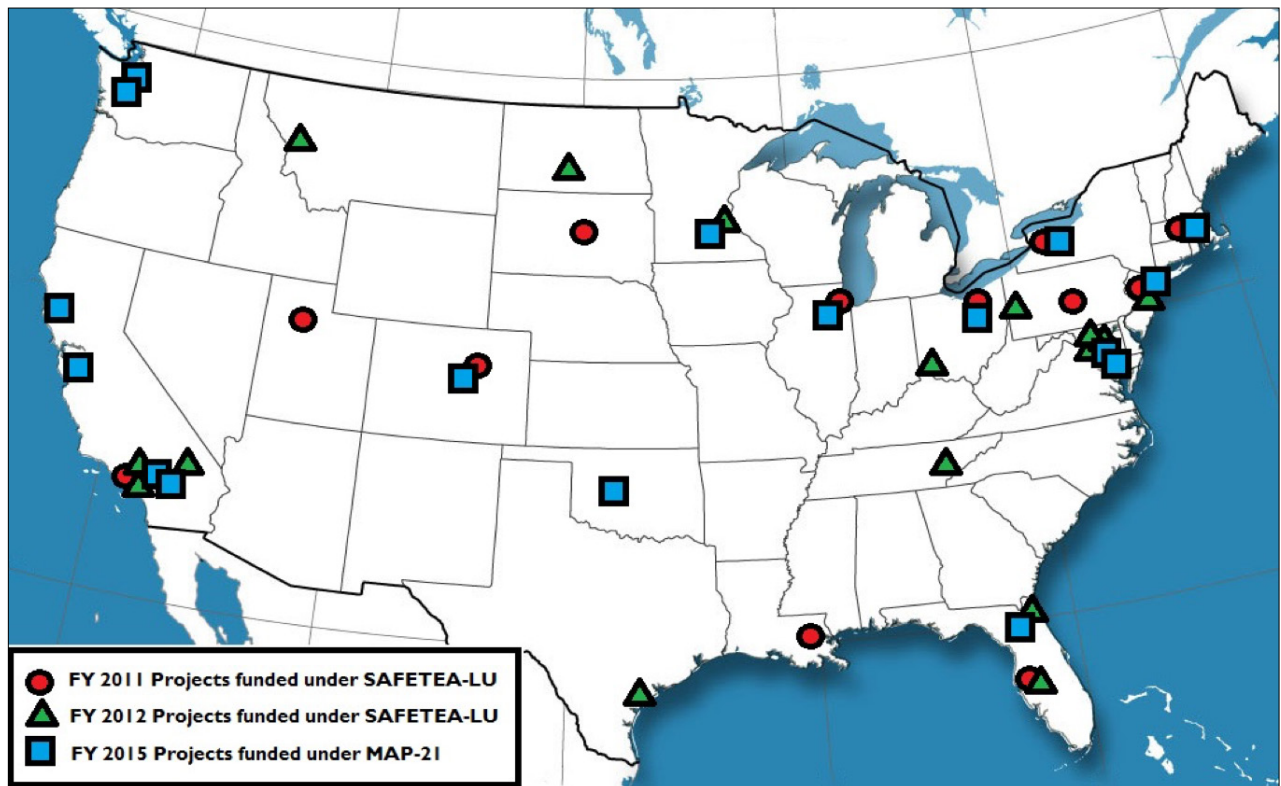 FY 2011 Projects funded under SAFETEA-LU
FY 2012 Projects funded under SAFETEA-LU
FY 2015 Projects funded under MAP-21